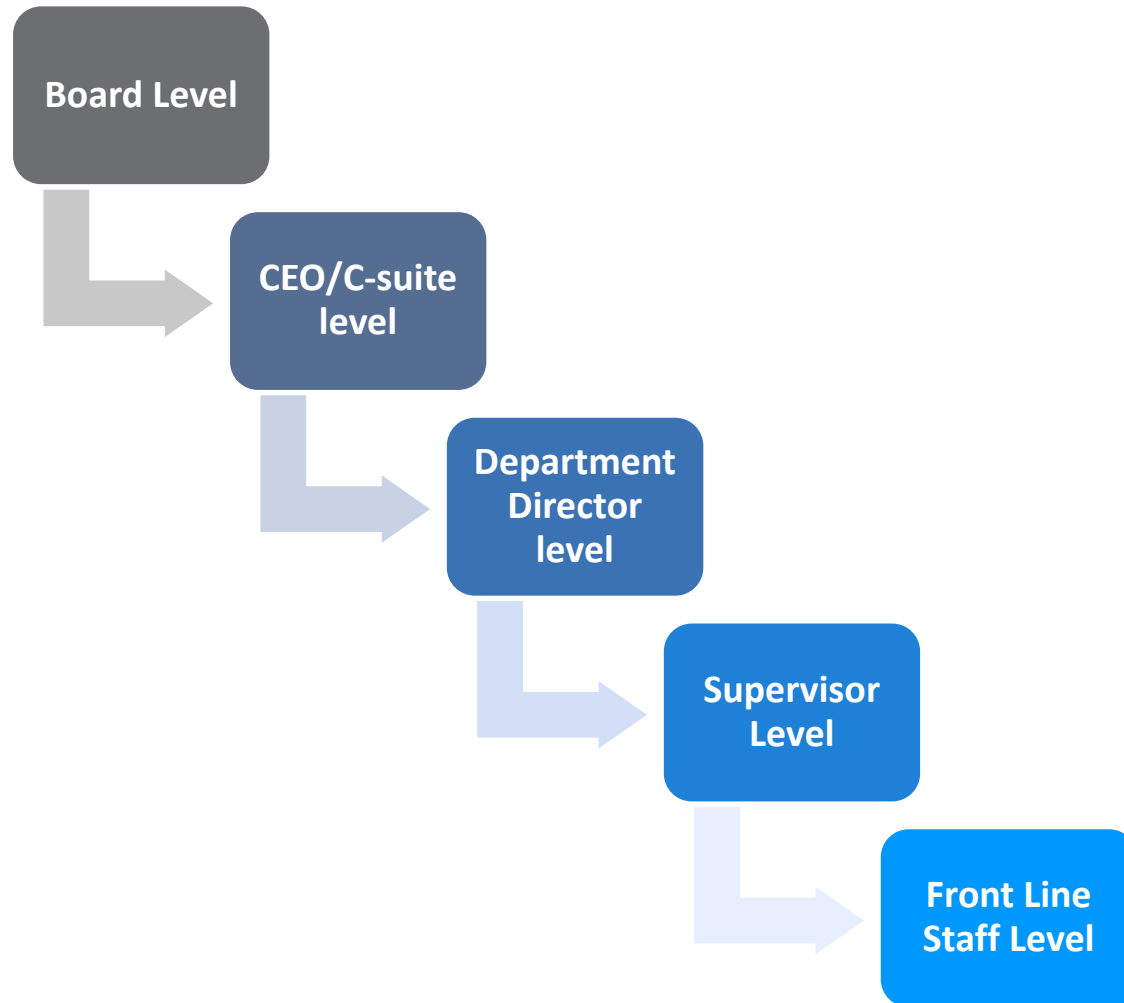 Board Level
CEO/C-suite
level
Department
Director
level
Supervisor
Level
Front Line
Staff Level